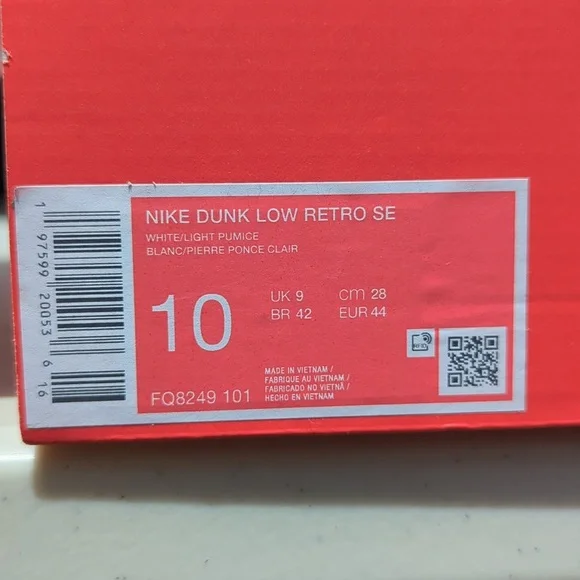 NIKE DUNK LOW RETRO SE
WHITE/LIGHT PUMICE
BLANC/PIERRE PONCE CLAIR
10
UK 9 cm 28
BR 42 EUR 44
MADE IN VIETNAM /
FABRIQUE AU VIETNAM /
FABRICADO NO VIETNÃ /
HECHO EN VIETNAM
FQ8249 101
RFID
1 97599 20053 6 16